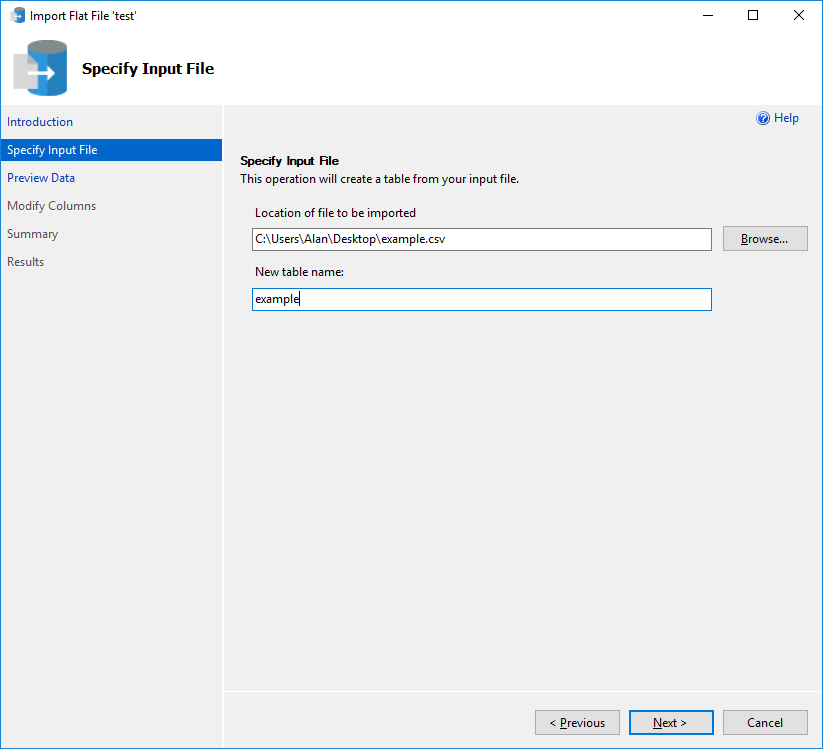 Import Flat File 'test'
Specify Input File
Introduction
Specify Input File
Preview Data
Modify Columns
Summary
Results
Help
Specify Input File
This operation will create a table from your input file.
Location of file to be imported
C:\Users\Alan\Desktop\example.csv
Browse...
New table name:
example
< Previous
Next >
Cancel